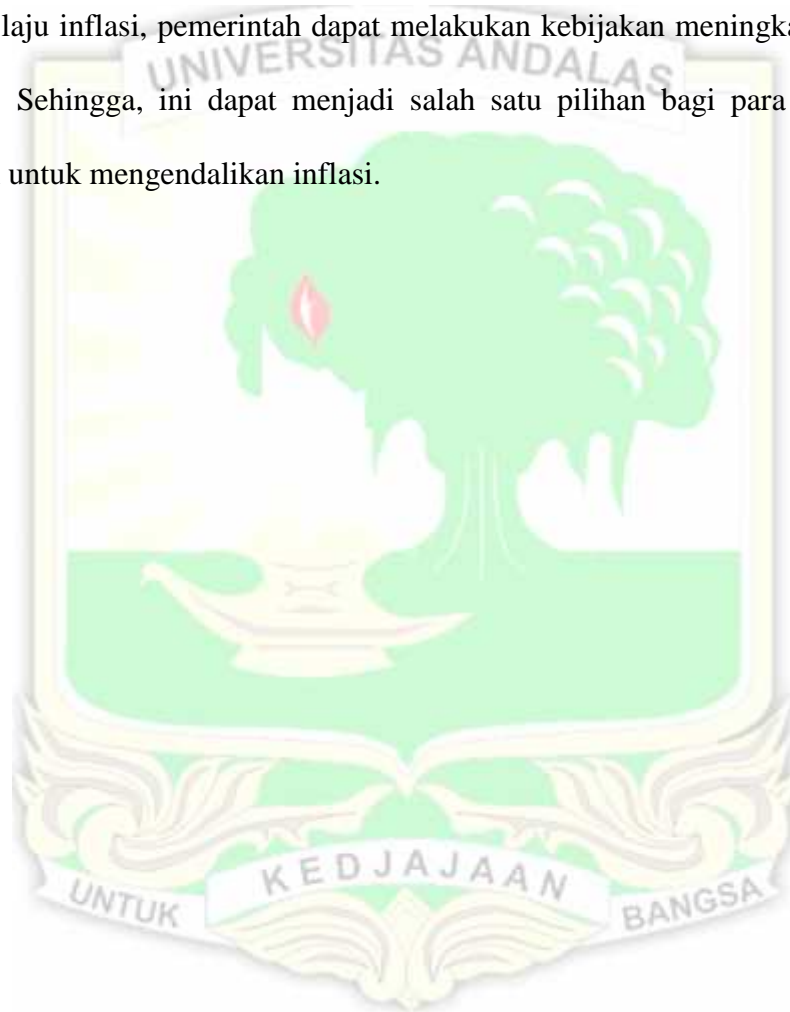 laju inflasi, pemerintah dapat melakukan kebijakan meningka
UNIVERSITAS ANDALAS
Sehingga, ini dapat menjadi salah satu pilihan bagi para
untuk mengendalikan inflasi.
KEDJAJAAN
UNTUK BANGSA